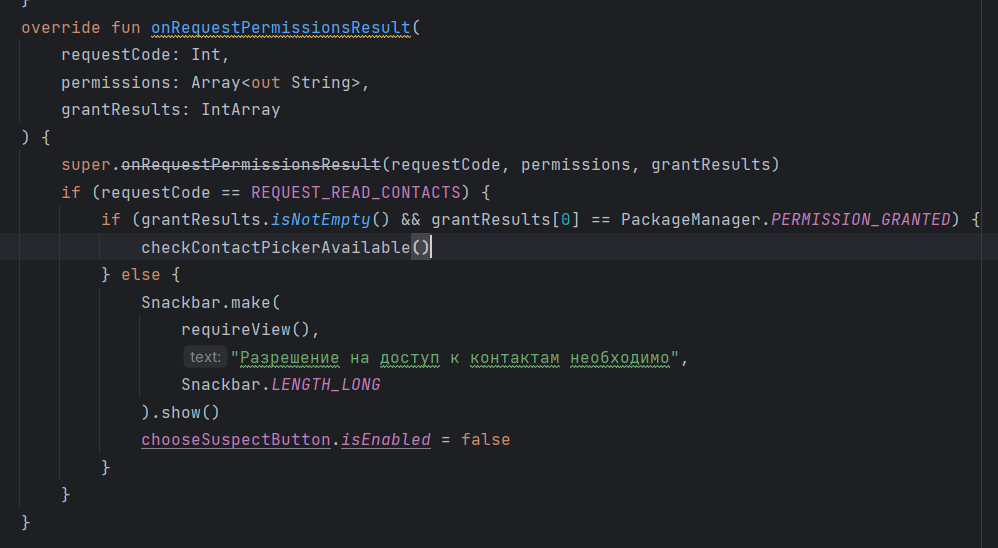 }
override fun onRequestPermissionsResult(
    requestCode: Int,
    permissions: Array<out String>,
    grantResults: IntArray
) {
    super.onRequestPermissionsResult(requestCode, permissions, grantResults)
    if (requestCode == REQUEST_READ_CONTACTS) {
        if (grantResults.isNotEmpty() && grantResults[0] == PackageManager.PERMISSION_GRANTED) {
            checkContactPickerAvailable()
        } else {
            Snackbar.make(
                requireView(),
                text: "Разрешение на доступ к контактам необходимо",
                Snackbar.LENGTH_LONG
            ).show()
            chooseSuspectButton.isEnabled = false
        }
    }
}